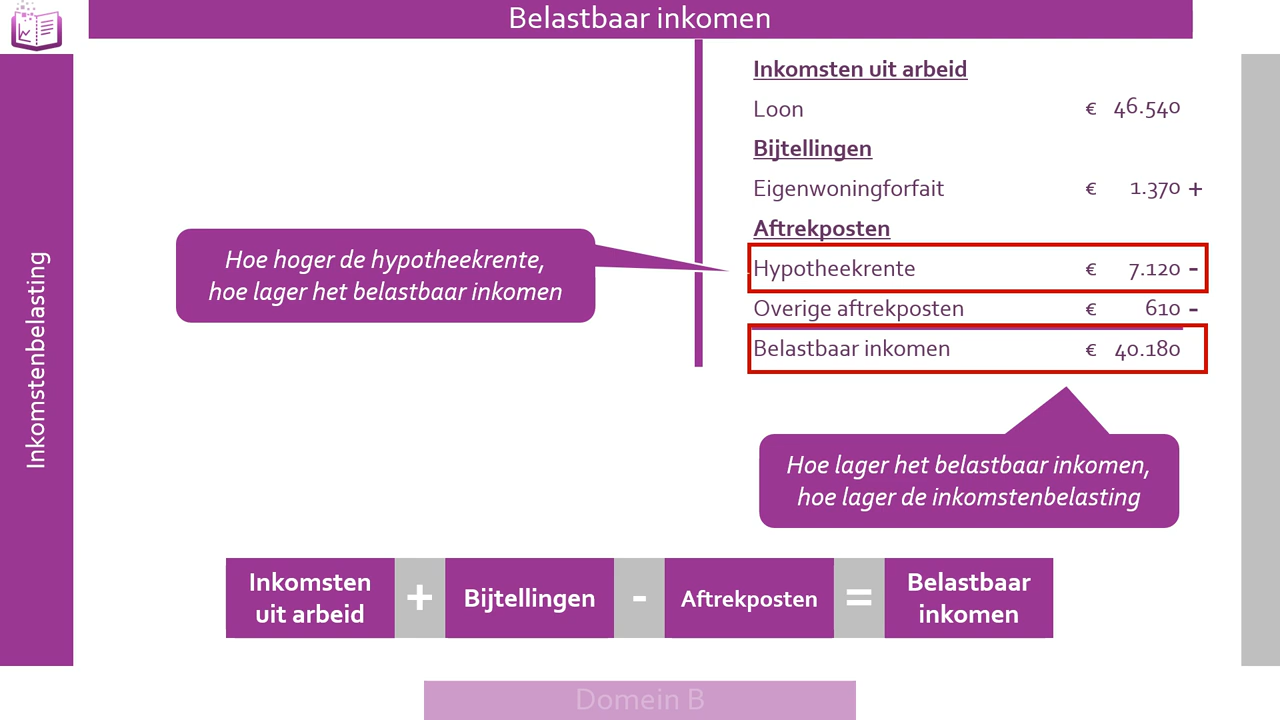 Belastbaar inkomen
Inkomstenbelasting
Inkomsten uit arbeid
Loon € 46.540
Bijtellingen
Eigenwoningforfait € 1.370 +
Aftrekposten
Hypotheekrente € 7.120 -
Overige aftrekposten € 610 -
Belastbaar inkomen € 40.180
Hoe hoger de hypotheekrente,
hoe lager het belastbaar inkomen
Hoe lager het belastbaar inkomen,
hoe lager de inkomstenbelasting
Inkomsten
uit arbeid
+
Bijtellingen
-
Aftrekposten
=
Belastbaar
inkomen
Domein B